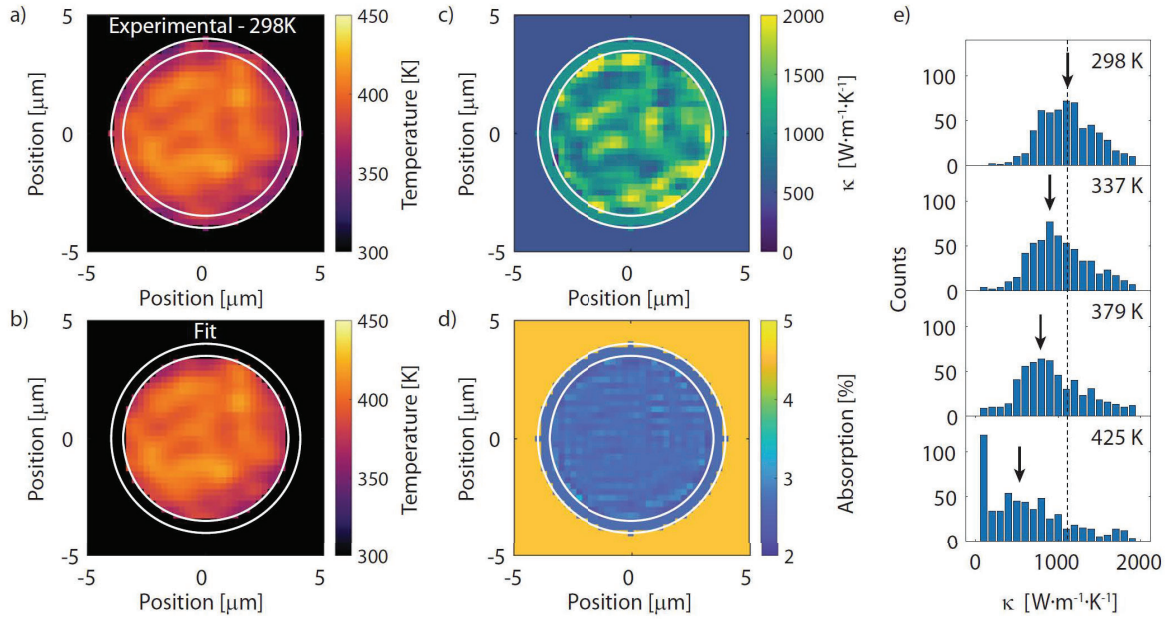 a)
Experimental - 298K
5
0
-5
Position [μm]
-5
0
5
Position [μm]
450
400
350
300
Temperature [K]
b)
Fit
5
0
-5
Position [μm]
-5
0
5
Position [μm]
450
400
350
300
Temperature [K]
c)
5
0
-5
Position [μm]
-5
0
5
Position [μm]
2000
1500
1000
500
0
κ [W·m⁻¹·K⁻¹]
d)
5
0
-5
Position [μm]
-5
0
5
Position [μm]
5
4
3
2
Absorption [%]
e)
Counts
298 K
100
50
0
337 K
100
50
0
379 K
100
50
0
425 K
100
50
0
0
1000
2000
κ [W·m⁻¹·K⁻¹]